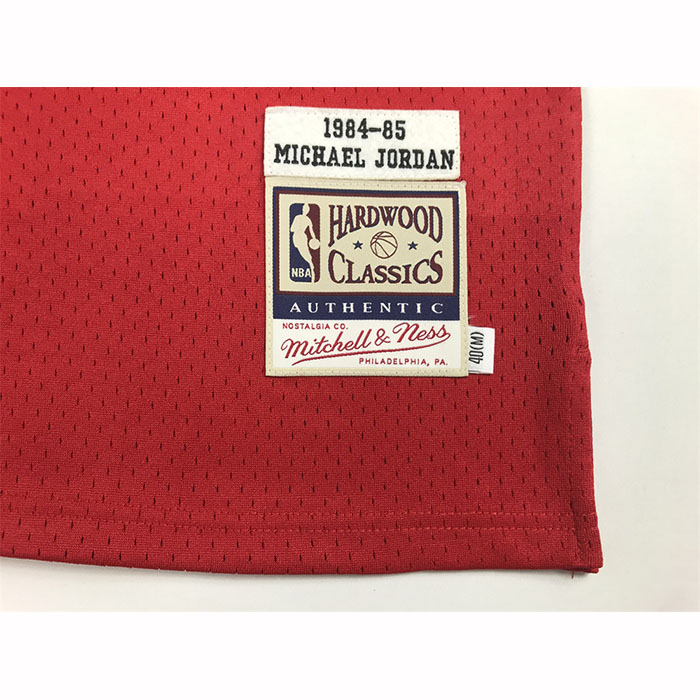 1984-85
MICHAEL JORDAN
HARDWOOD
CLASSICS
NBA
AUTHENTIC
NOSTALGIA CO.
Mitchell & Ness
PHILADELPHIA, PA.
40(M)